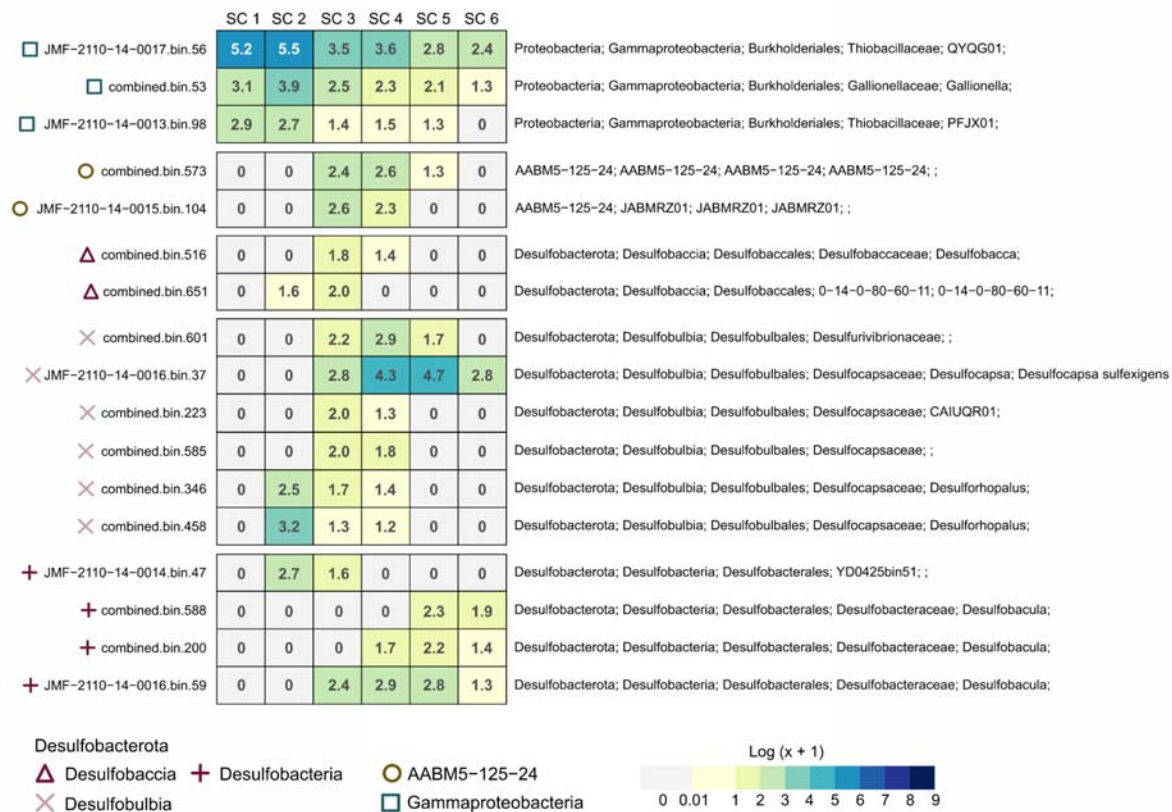 SC 1 SC 2 SC 3 SC 4 SC 5 SC 6
JMF-2110-14-0017.bin.56 5.2 5.5 3.5 3.6 2.8 2.4 Proteobacteria; Gammaproteobacteria; Burkholderiales; Thiobacillaceae; QYQG01;
combined.bin.53 3.1 3.9 2.5 2.3 2.1 1.3 Proteobacteria; Gammaproteobacteria; Burkholderiales; Gallionellaceae; Gallionella;
JMF-2110-14-0013.bin.98 2.9 2.7 1.4 1.5 1.3 0 Proteobacteria; Gammaproteobacteria; Burkholderiales; Thiobacillaceae; PFJX01;
combined.bin.573 0 0 2.4 2.6 1.3 0 AABM5-125-24; AABM5-125-24; AABM5-125-24; AABM5-125-24; ;
JMF-2110-14-0015.bin.104 0 0 2.6 2.3 0 0 AABM5-125-24; JABMRZ01; JABMRZ01; JABMRZ01; ;
combined.bin.516 0 0 1.8 1.4 0 0 Desulfobacterota; Desulfobaccia; Desulfobaccales; Desulfobaccaceae; Desulfobacca;
combined.bin.651 0 1.6 2.0 0 0 0 Desulfobacterota; Desulfobaccia; Desulfobaccales; 0-14-0-80-60-11; 0-14-0-80-60-11;
combined.bin.601 0 0 2.2 2.9 1.7 0 Desulfobacterota; Desulfobulbia; Desulfobulbales; Desulfurivibrionaceae; ;
JMF-2110-14-0016.bin.37 0 0 2.8 4.3 4.7 2.8 Desulfobacterota; Desulfobulbia; Desulfobulbales; Desulfocapsaceae; Desulfocapsa; Desulfocapsa sulfexigens
combined.bin.223 0 0 2.0 1.3 0 0 Desulfobacterota; Desulfobulbia; Desulfobulbales; Desulfocapsaceae; CAIUQR01;
combined.bin.585 0 0 2.0 1.8 0 0 Desulfobacterota; Desulfobulbia; Desulfobulbales; Desulfocapsaceae; ;
combined.bin.346 0 2.5 1.7 1.4 0 0 Desulfobacterota; Desulfobulbia; Desulfobulbales; Desulfocapsaceae; Desulforhopalus;
combined.bin.458 0 3.2 1.3 1.2 0 0 Desulfobacterota; Desulfobulbia; Desulfobulbales; Desulfocapsaceae; Desulforhopalus;
JMF-2110-14-0014.bin.47 0 2.7 1.6 0 0 0 Desulfobacterota; Desulfobacteria; Desulfobacterales; YD0425bin51; ;
combined.bin.588 0 0 0 0 2.3 1.9 Desulfobacterota; Desulfobacteria; Desulfobacterales; Desulfobacteraceae; Desulfobacula;
combined.bin.200 0 0 0 1.7 2.2 1.4 Desulfobacterota; Desulfobacteria; Desulfobacterales; Desulfobacteraceae; Desulfobacula;
JMF-2110-14-0016.bin.59 0 0 2.4 2.9 2.8 1.3 Desulfobacterota; Desulfobacteria; Desulfobacterales; Desulfobacteraceae; Desulfobacula;
Desulfobacterota
Desulfobaccia Desulfobacteria AABM5-125-24
Desulfobulbia Gammaproteobacteria
Log (x + 1)
0 0.01 1 2 3 4 5 6 7 8 9